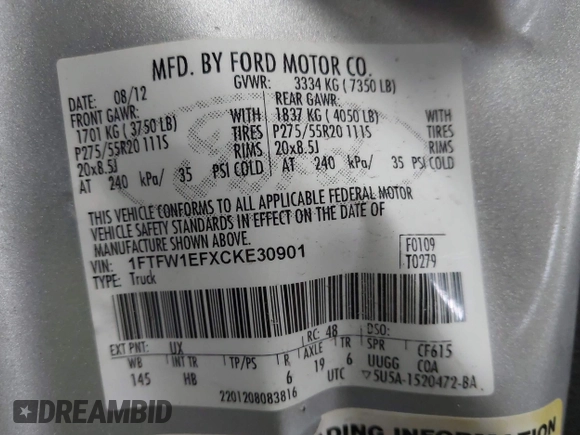 MFD. BY FORD MOTOR CO.
DATE: 08/12 GVWR: 3334 KG ( 7350 LB)
FRONT GAWR: REAR GAWR:
1701 KG ( 3750 LB) WITH 1837 KG ( 4050 LB) WITH
P275/55R20 111S TIRES P275/55R20 111S TIRES
20x8.5J RIMS 20x8.5J RIMS
AT 240 kPa/ 35 PSI COLD AT 240 kPa/ 35 PSI COLD
THIS VEHICLE CONFORMS TO ALL APPLICABLE FEDERAL MOTOR
VEHICLE SAFETY STANDARDS IN EFFECT ON THE DATE OF
MANUFACTURE SHOWN ABOVE.
VIN: 1FTFW1EFXCKE30901 F0109
TYPE: Truck T0279
EXT PNT: UX RC: 48 DSO:
WB INT TR TP/PS R AXLE TR SPR CF615
145 HB 6 19 6 UUGG COA
2201208083816 UTC 5U5A-1520472-BA
DREAMBID